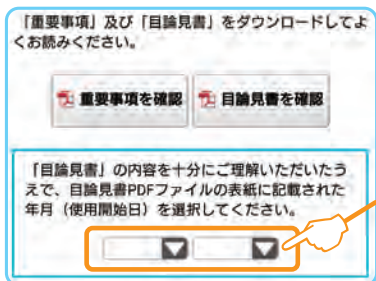 「重要事項」及び「目論見書」をダウンロードしてよ
くお読みください。
重要事項を確認 目論見書を確認
「目論見書」の内容を十分にご理解いただいたう
えで、目論見書PDFファイルの表紙に記載された
年月（使用開始日）を選択してください。